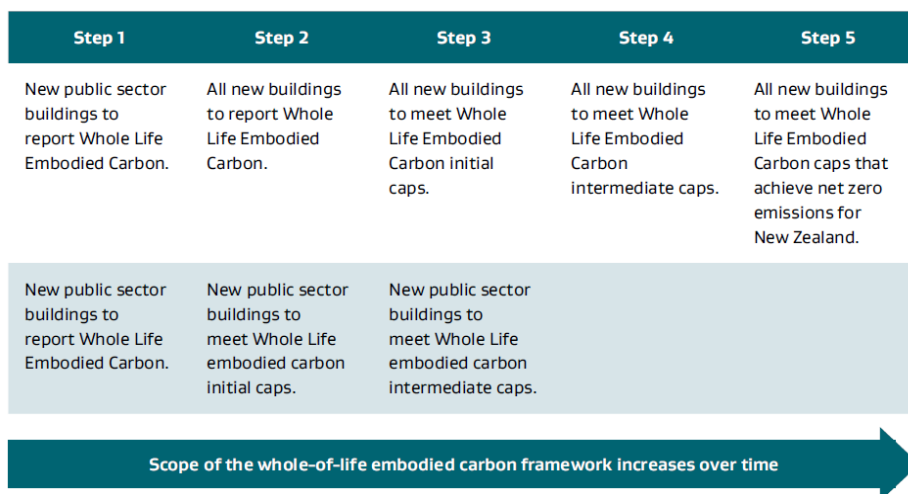 Step 1
Step 2
Step 3
Step 4
Step 5
New public sector
buildings to
report Whole Life
Embodied Carbon.
All new buildings
to report Whole
Life Embodied
Carbon.
All new buildings
to meet Whole
Life Embodied
Carbon initial
caps.
All new buildings
to meet Whole
Life Embodied
Carbon
intermediate caps.
All new buildings
to meet Whole
Life Embodied
Carbon caps that
achieve net zero
emissions for
New Zealand.
New public sector
buildings to
report Whole Life
Embodied Carbon.
New public sector
buildings to
meet Whole Life
embodied carbon
initial caps.
New public sector
buildings to
meet Whole Life
embodied carbon
intermediate caps.
Scope of the whole-of-life embodied carbon framework increases over time